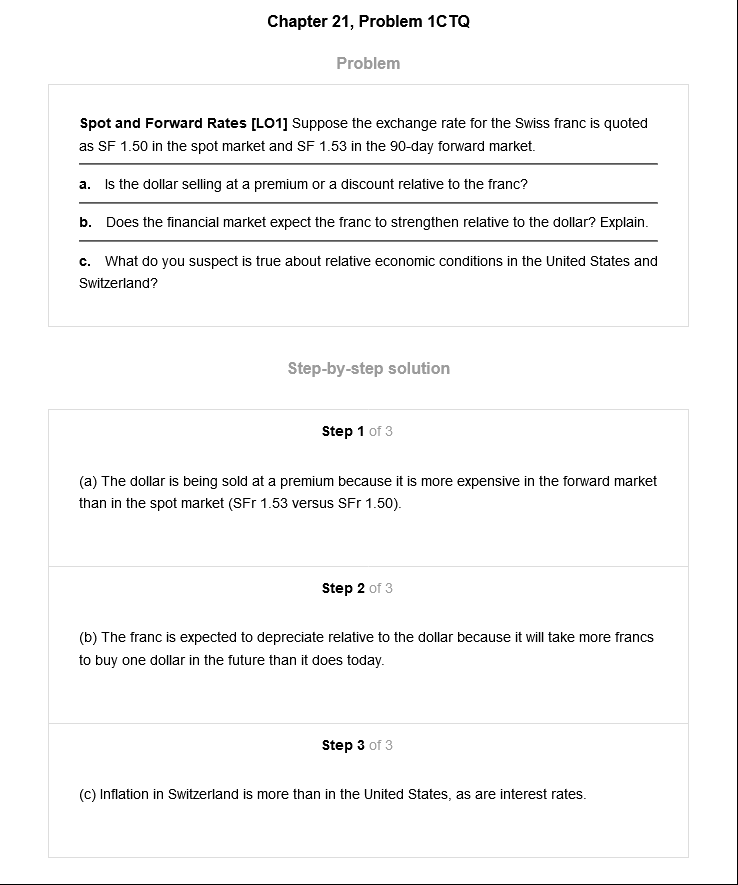 Chapter 21, Problem 1CTQ
Problem
Spot and Forward Rates [LO1] Suppose the exchange rate for the Swiss franc is quoted
as SF 1.50 in the spot market and SF 1.53 in the 90-day forward market.
a. Is the dollar selling at a premium or a discount relative to the franc?
b. Does the financial market expect the franc to strengthen relative to the dollar? Explain.
c. What do you suspect is true about relative economic conditions in the United States and
Switzerland?
Step-by-step solution
Step 1 of 3
(a) The dollar is being sold at a premium because it is more expensive in the forward market
than in the spot market (SFr 1.53 versus SFr 1.50).
Step 2 of 3
(b) The franc is expected to depreciate relative to the dollar because it will take more francs
to buy one dollar in the future than it does today.
Step 3 of 3
(c) Inflation in Switzerland is more than in the United States, as are interest rates.